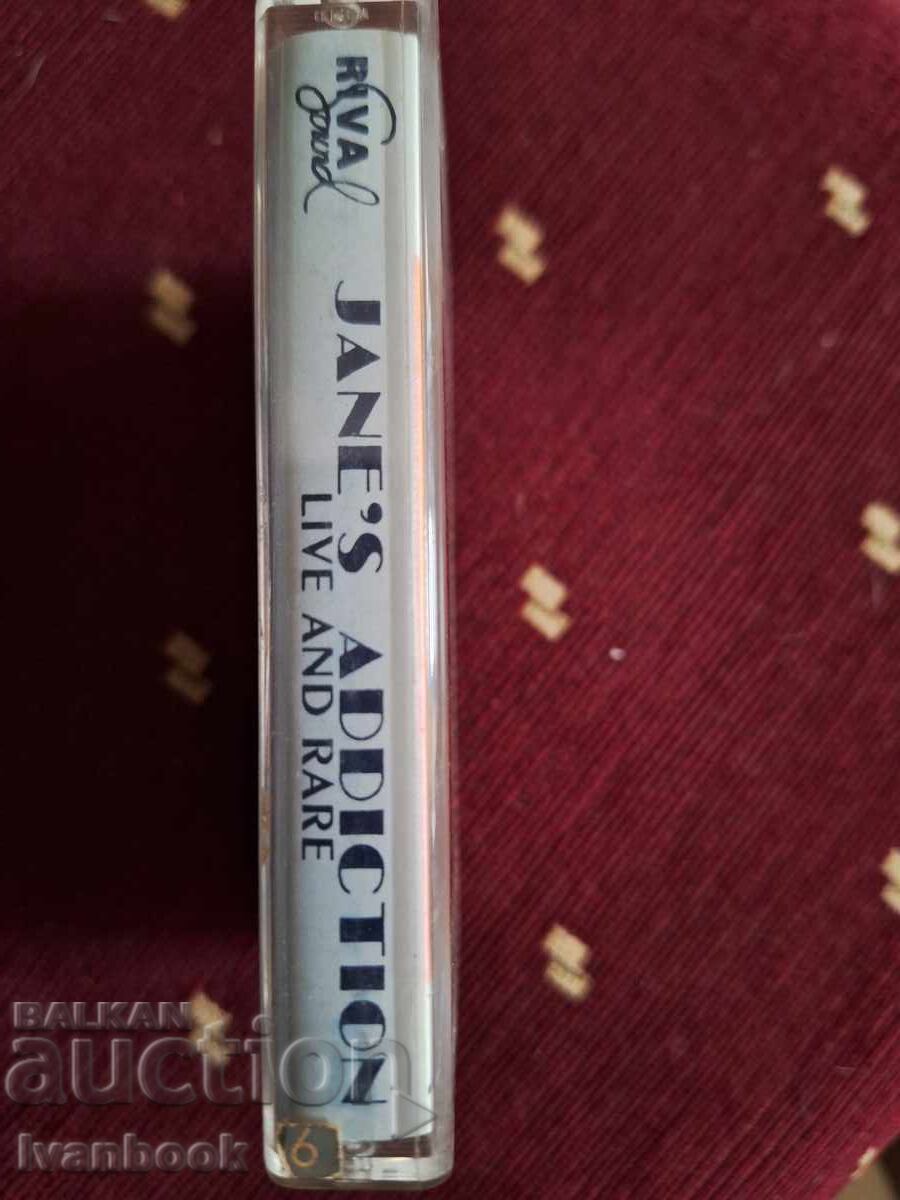 RIVA
Sound
JANE'S ADDICTION
LIVE AND RARE
6
BALKAN
auction
Ivanbook